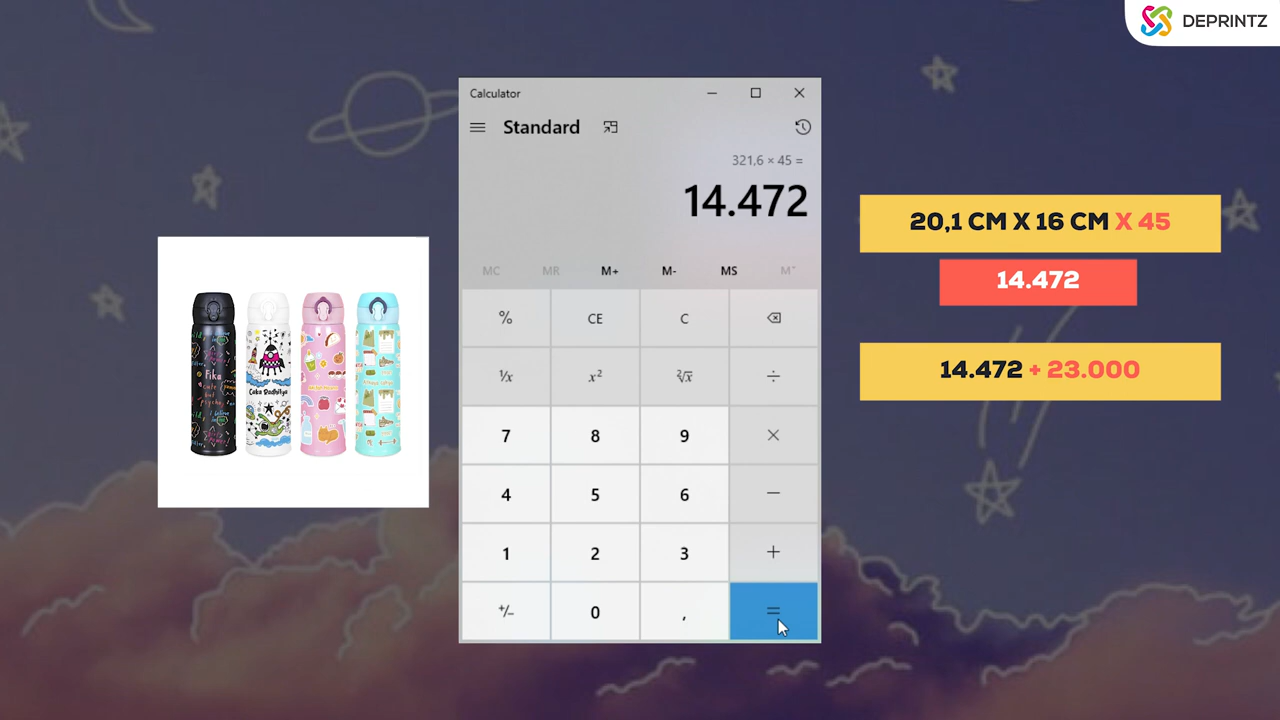 DEPRINTZ
Calculator
Standard
321,6 × 45 =
14.472
MC MR M+ M- MS
% CE C
¹/x x² ²√x ÷
7 8 9 ×
4 5 6 −
1 2 3 +
+/− 0 , =
20,1 CM X 16 CM X 45
14.472
14.472 + 23.000
Fika
Caka Badhitya